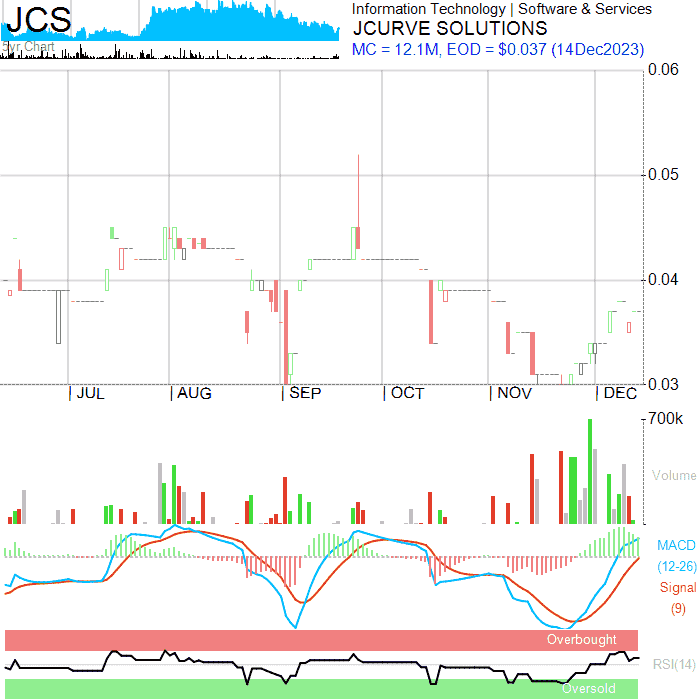 JCS
5yr Chart
Information Technology | Software & Services
JCURVE SOLUTIONS
MC = 12.1M, EOD = $0.037 (14Dec2023)
0.06
0.05
0.04
0.03
| JUL | AUG | SEP | OCT | NOV | DEC
700k
Volume
MACD
(12-26)
Signal
(9)
Overbought
RSI(14)
Oversold